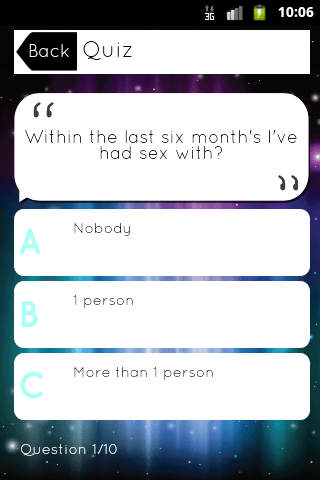 3G 10:06
Back Quiz
“
Within the last six month's I've
had sex with?
”
A Nobody
B 1 person
C More than 1 person
Question 1/10